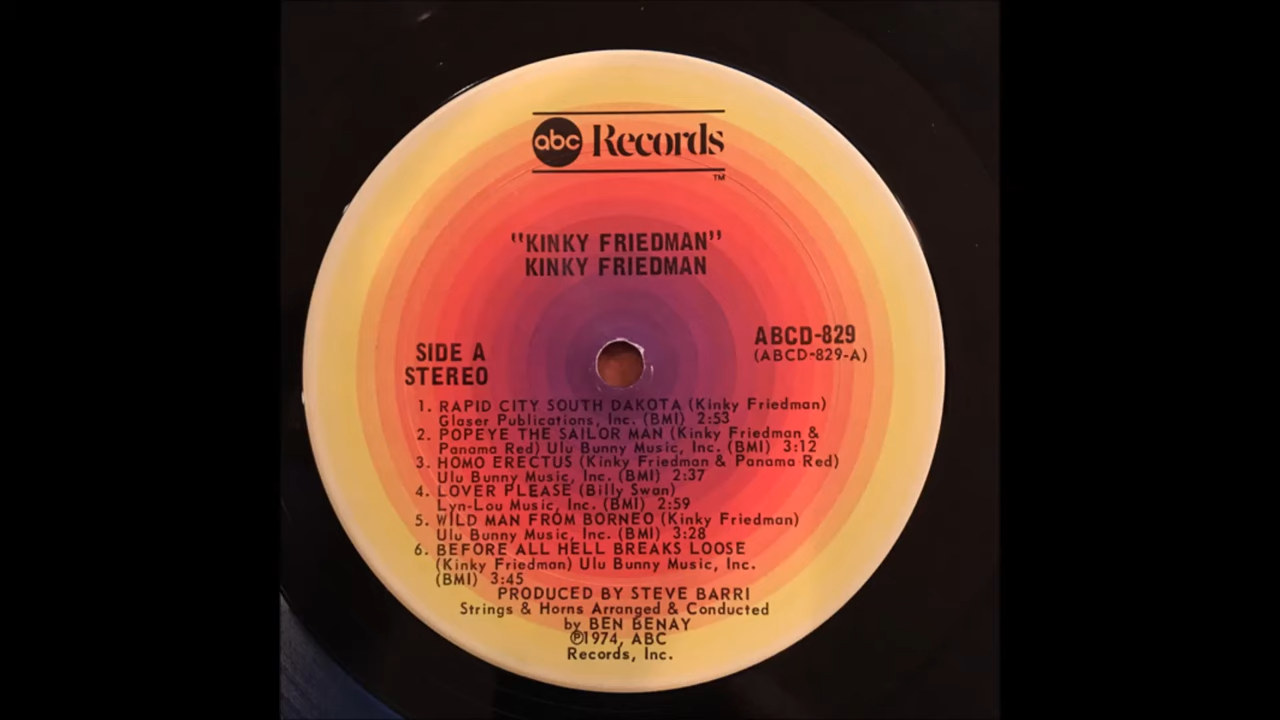 abc Records
TM
"KINKY FRIEDMAN"
KINKY FRIEDMAN
SIDE A
STEREO
ABCD-829
(ABCD-829-A)
1. RAPID CITY SOUTH DAKOTA (Kinky Friedman)
Glaser Publications, Inc. (BMI) 2:53
2. POPEYE THE SAILOR MAN (Kinky Friedman &
Panama Red) Ulu Bunny Music, Inc. (BMI) 3:12
3. HOMO ERECTUS (Kinky Friedman & Panama Red)
Ulu Bunny Music, Inc. (BMI) 2:37
4. LOVER PLEASE (Billy Swan)
Lyn-Lou Music, Inc. (BMI) 2:59
5. WILD MAN FROM BORNEO (Kinky Friedman)
Ulu Bunny Music, Inc. (BMI) 3:28
6. BEFORE ALL HELL BREAKS LOOSE
(Kinky Friedman) Ulu Bunny Music, Inc.
(BMI) 3:45
PRODUCED BY STEVE BARRI
Strings & Horns Arranged & Conducted
by BEN BENAY
℗1974, ABC
Records, Inc.